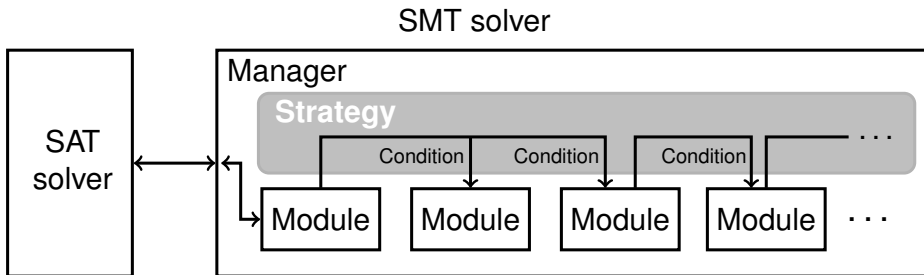 SMT solver
Manager
Strategy
SAT
solver
Condition Condition Condition . . .
Module Module Module Module . . .